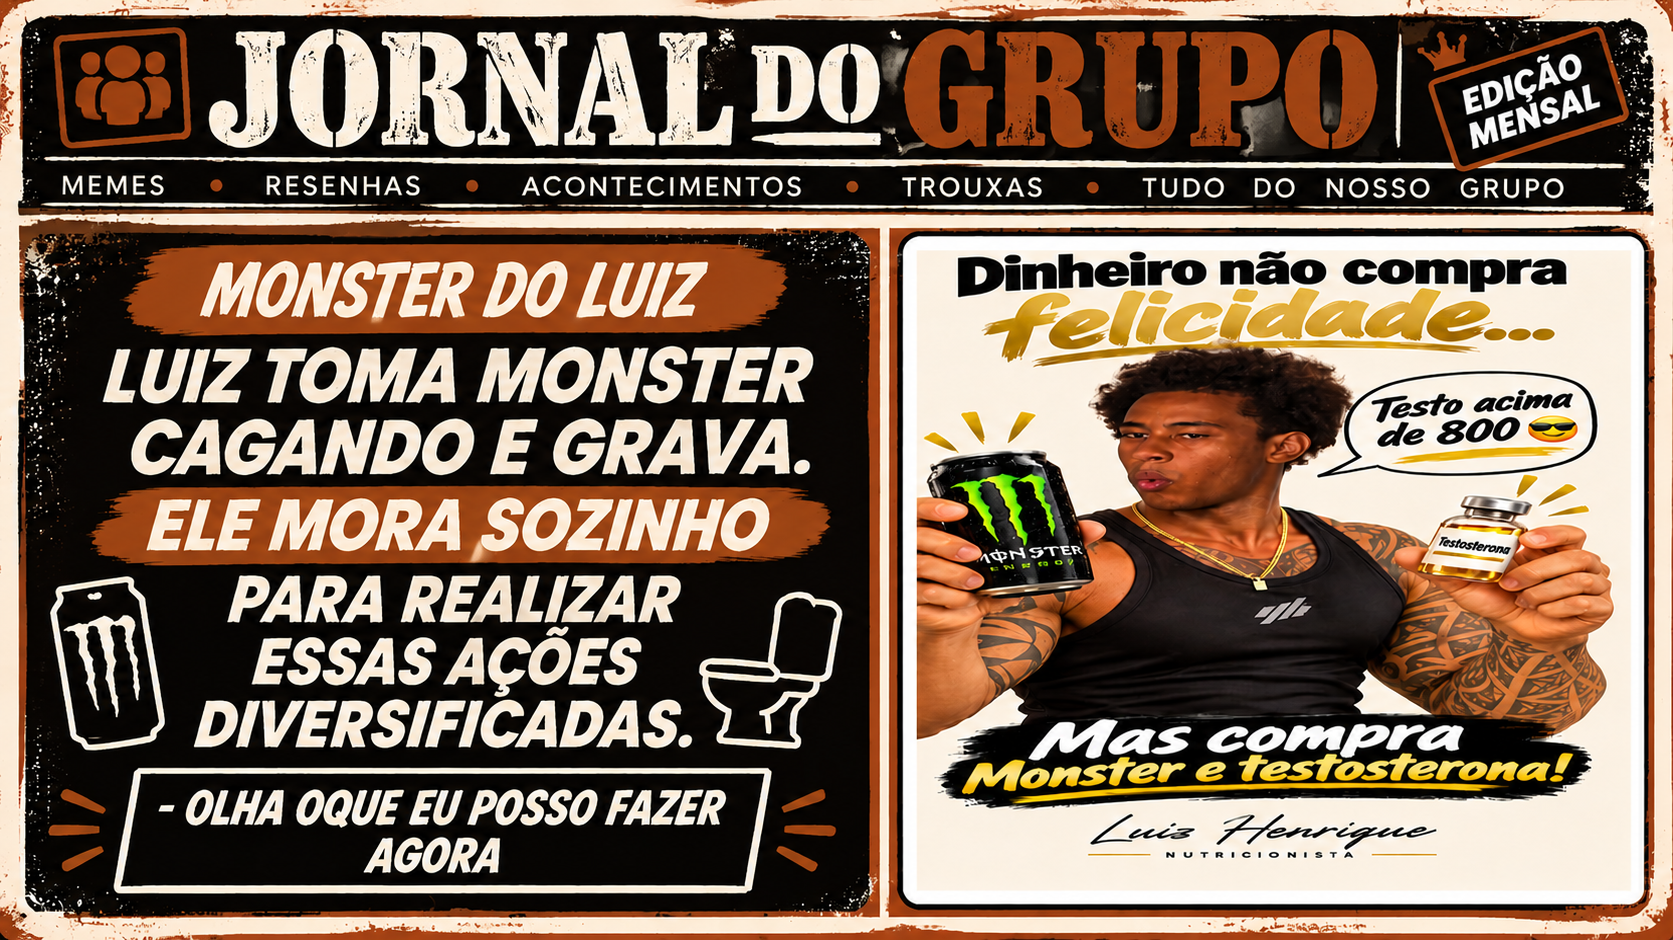 JORNAL DO GRUPO
EDIÇÃO
MENSAL
MEMES • RESENHAS • ACONTECIMENTOS • TROUXAS • TUDO DO NOSSO GRUPO
MONSTER DO LUIZ
LUIZ TOMA MONSTER
CAGANDO E GRAVA.
ELE MORA SOZINHO
PARA REALIZAR
ESSAS AÇÕES
DIVERSIFICADAS.
- OLHA OQUE EU POSSO FAZER
AGORA
Dinheiro não compra
felicidade...
Testo acima
de 800 😎
MONSTER
ENERGY
Testosterona
Mas compra
Monster e testosterona!
Luiz Henrique
NUTRICIONISTA